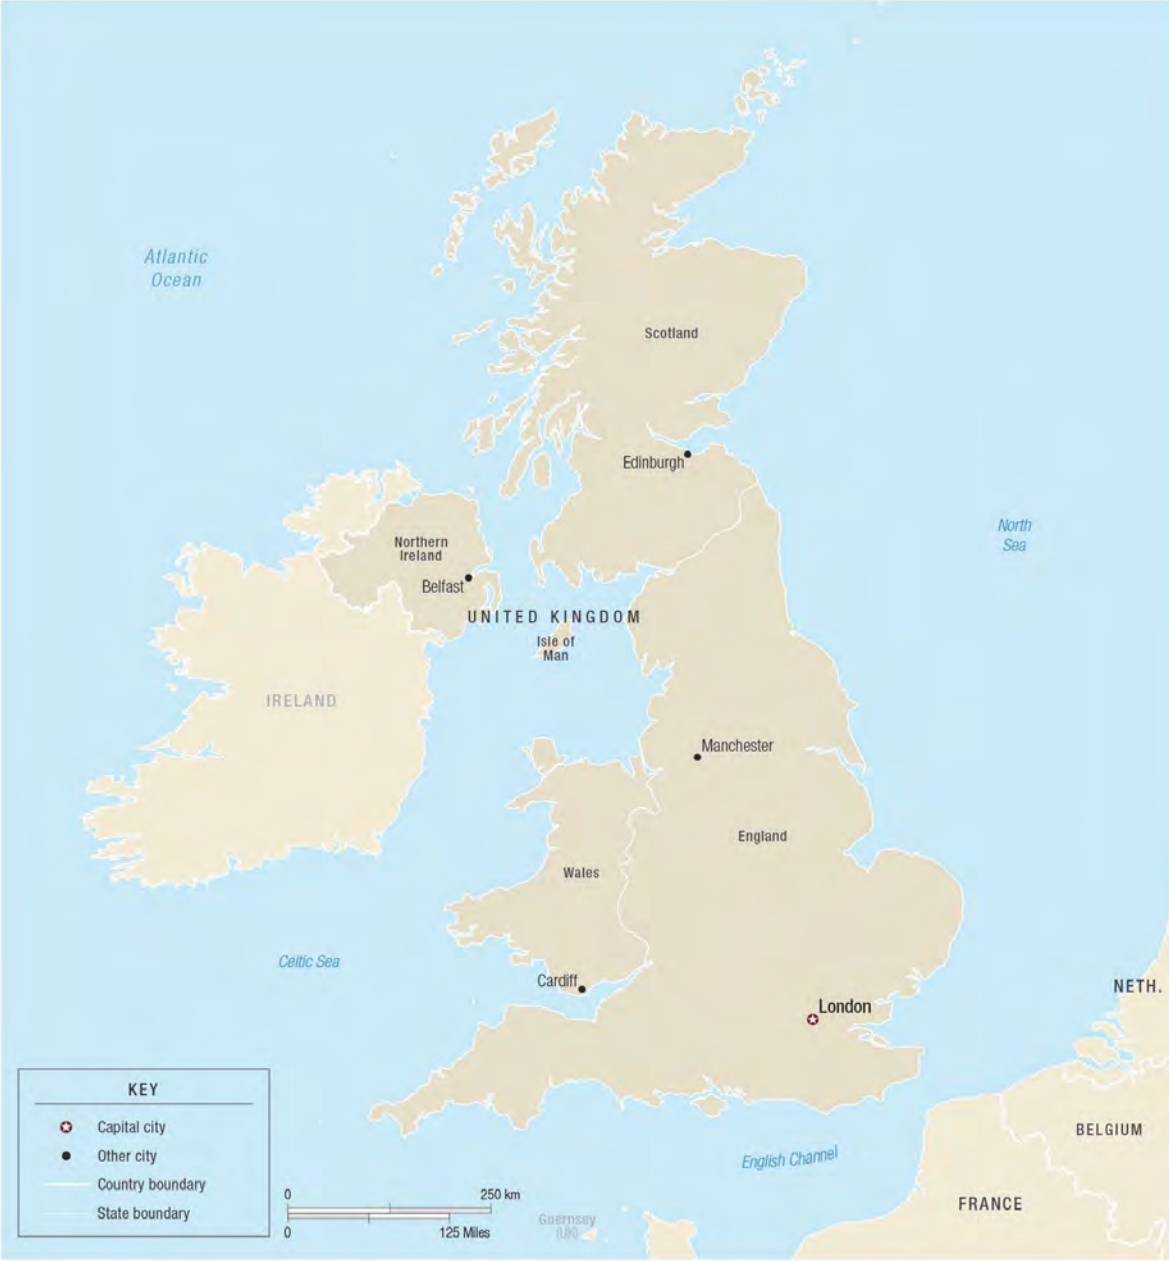 Atlantic
Ocean
Scotland
Edinburgh
North
Sea
Northern
Ireland
Belfast
UNITED KINGDOM
Isle of
Man
IRELAND
Manchester
England
Wales
Celtic Sea
Cardiff
London
NETH.
BELGIUM
English Channel
FRANCE
Guernsey
(UK)
KEY
Capital city
Other city
Country boundary
State boundary
0 250 km
0 125 Miles